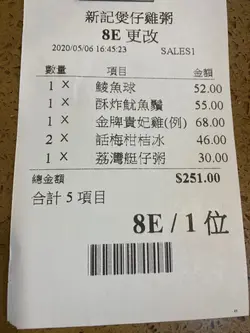 新記煲仔雞粥
8E 更改
2020/05/06 16:45:23 SALES1
數量 項目 金額
1 X 鯪魚球 52.00
1 X 酥炸魷魚鬚 55.00
1 X 金牌貴妃雞(例) 68.00
2 X 話梅柑桔冰 46.00
1 X 荔灣艇仔粥 30.00
總金額 $251.00
合計 5 項目
8E / 1 位